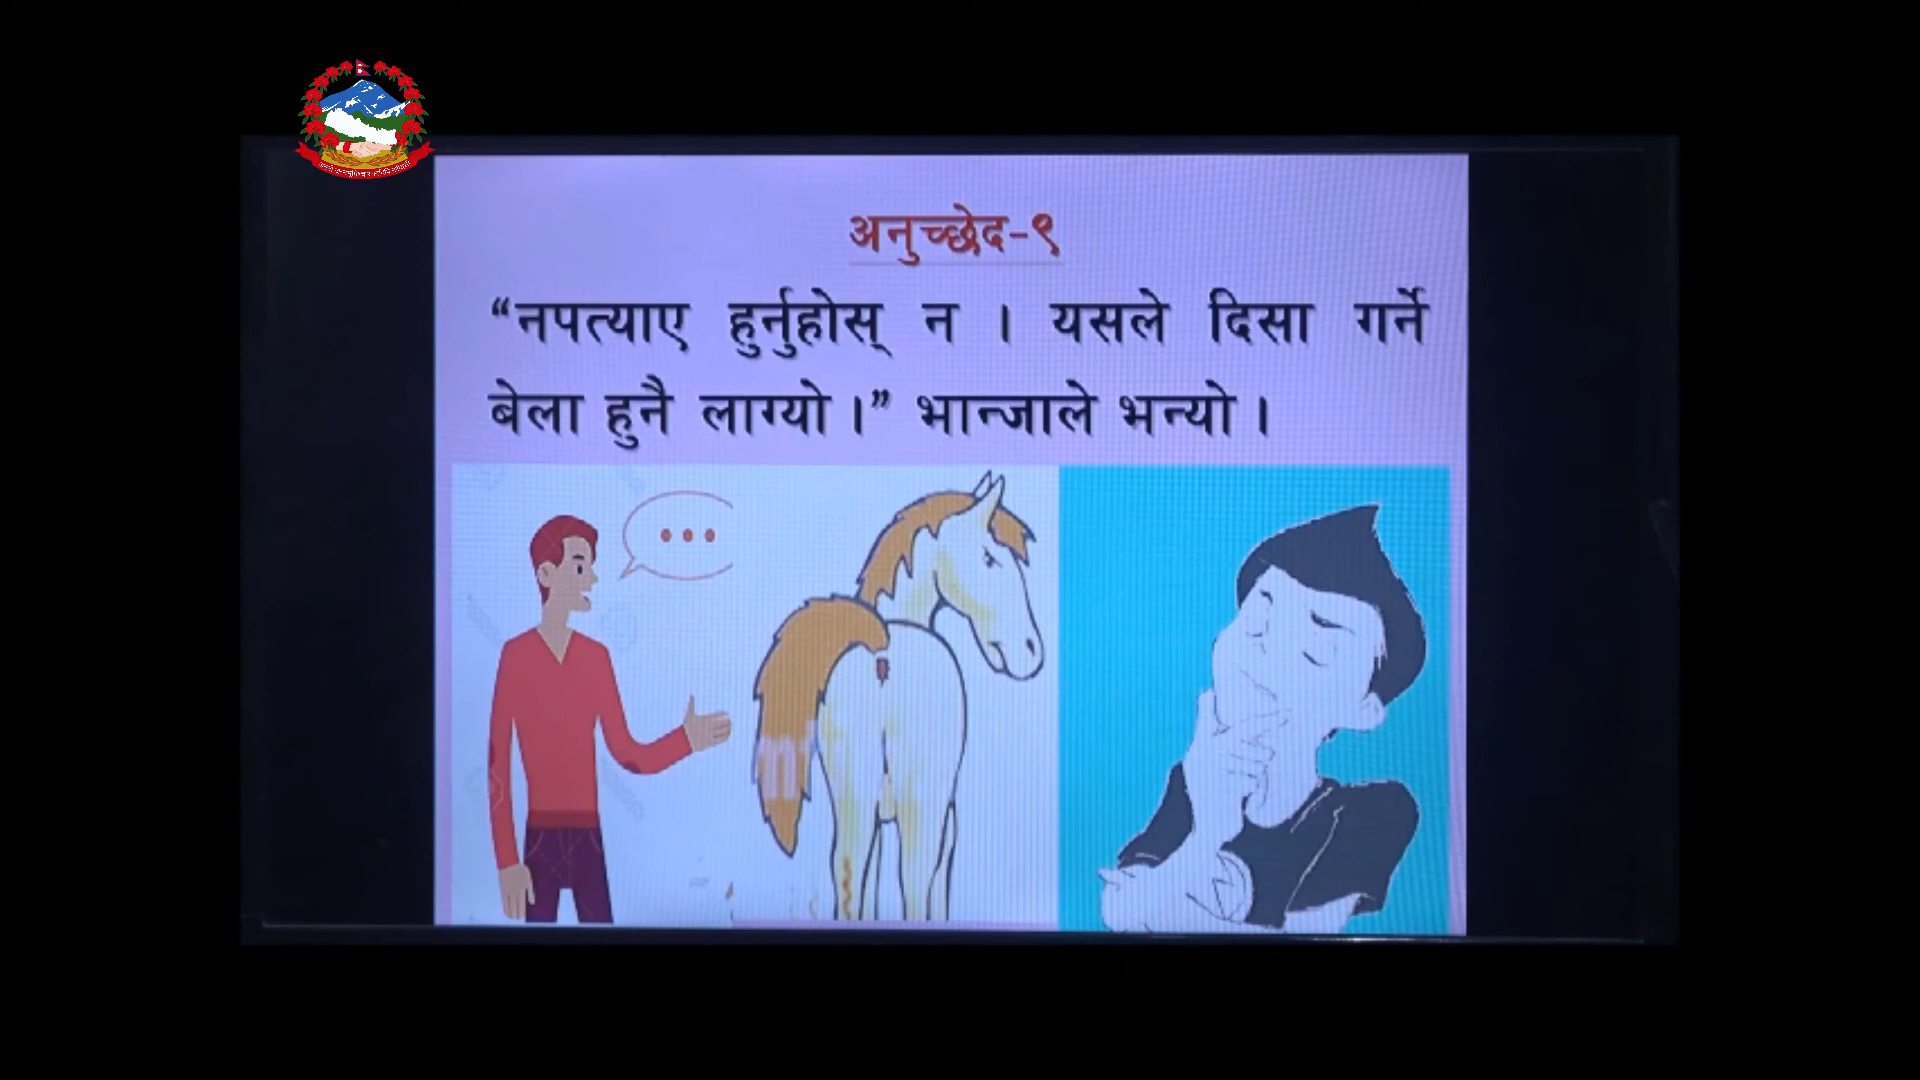 अनुच्छेद-९
“नपत्याए हुर्नुहोस् न । यसले दिसा गर्ने
बेला हुनै लाग्यो ।” भान्जाले भन्यो ।